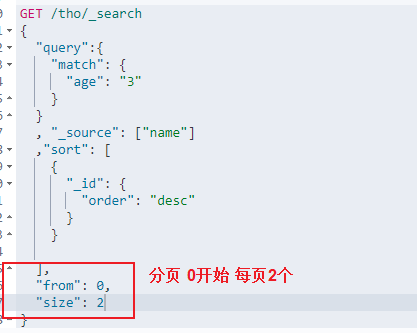 GET /tho/_search
{
"query":{
"match": {
"age": "3"
}
}
, "_source": ["name"]
,"sort": [
{
"_id": {
"order": "desc"
}
}
],
"from": 0,
"size": 2
}
分页 0开始 每页2个